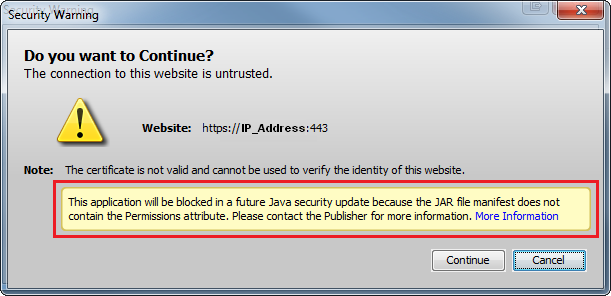 Security Warning
Security Warning
Do you want to Continue?
The connection to this website is untrusted.
Website: https://IP_Address:443
Note: The certificate is not valid and cannot be used to verify the identity of this website.
This application will be blocked in a future Java security update because the JAR file manifest does not
contain the Permissions attribute. Please contact the Publisher for more information. More Information
Continue Cancel